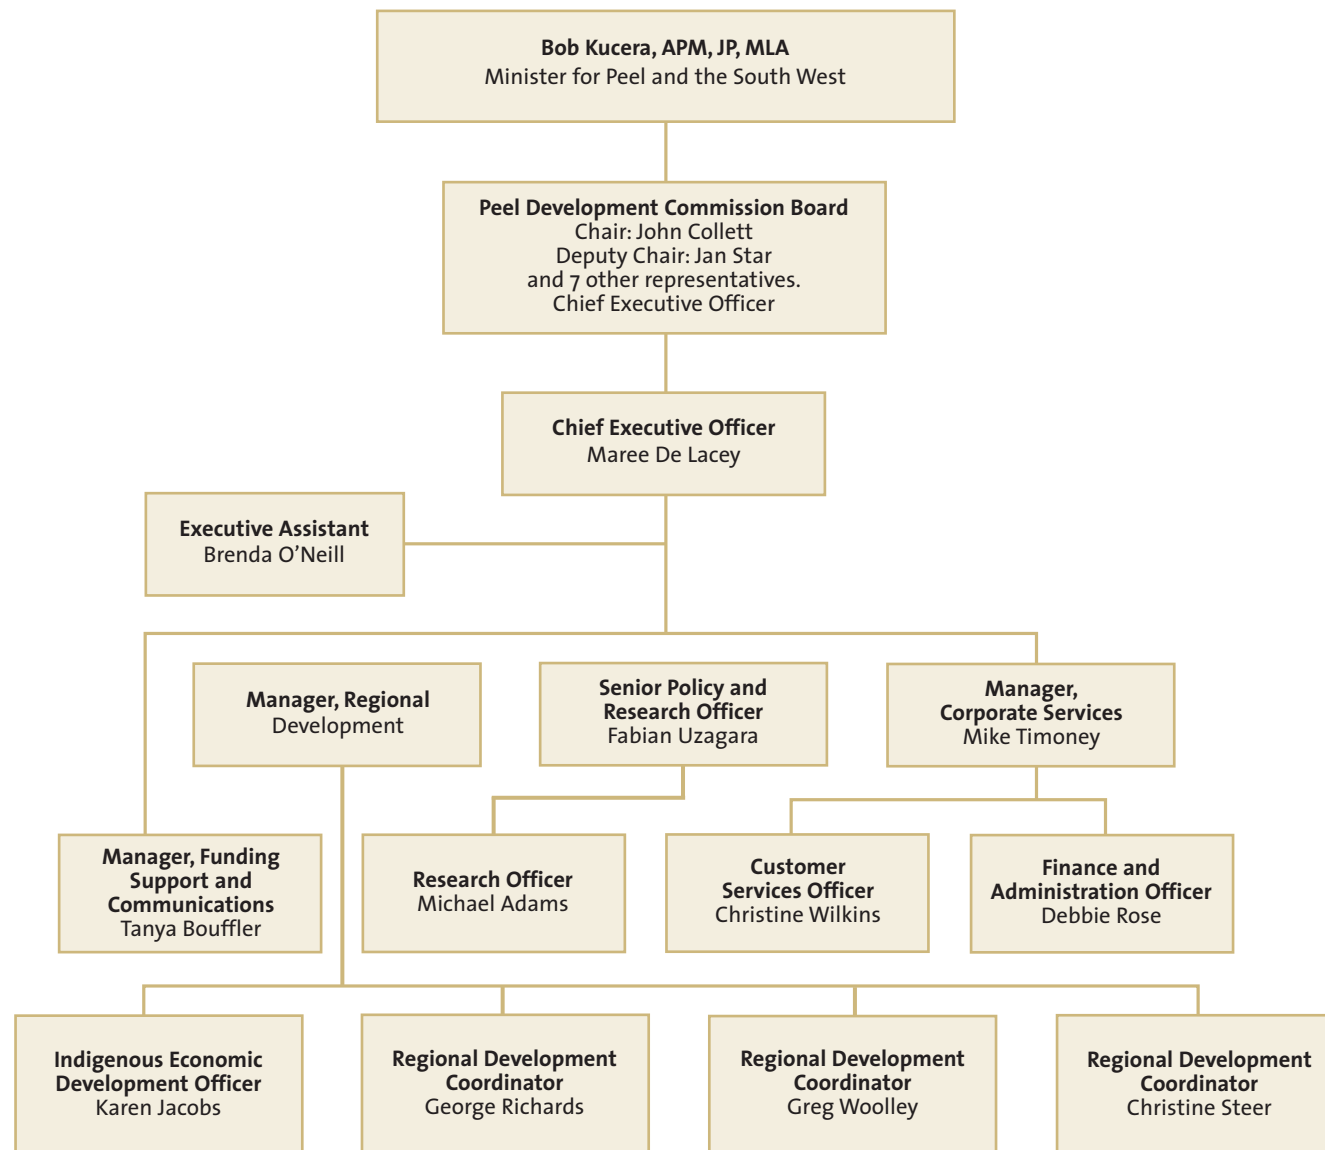 Bob Kucera, APM, JP, MLA
Minister for Peel and the South West
Peel Development Commission Board
Chair: John Collett
Deputy Chair: Jan Star
and 7 other representatives.
Chief Executive Officer
Chief Executive Officer
Maree De Lacey
Executive Assistant
Brenda O’Neill
Manager, Regional
Development
Senior Policy and
Research Officer
Fabian Uzagara
Manager,
Corporate Services
Mike Timoney
Manager, Funding
Support and
Communications
Tanya Bouffler
Research Officer
Michael Adams
Customer
Services Officer
Christine Wilkins
Finance and
Administration Officer
Debbie Rose
Indigenous Economic
Development Officer
Karen Jacobs
Regional Development
Coordinator
George Richards
Regional Development
Coordinator
Greg Woolley
Regional Development
Coordinator
Christine Steer